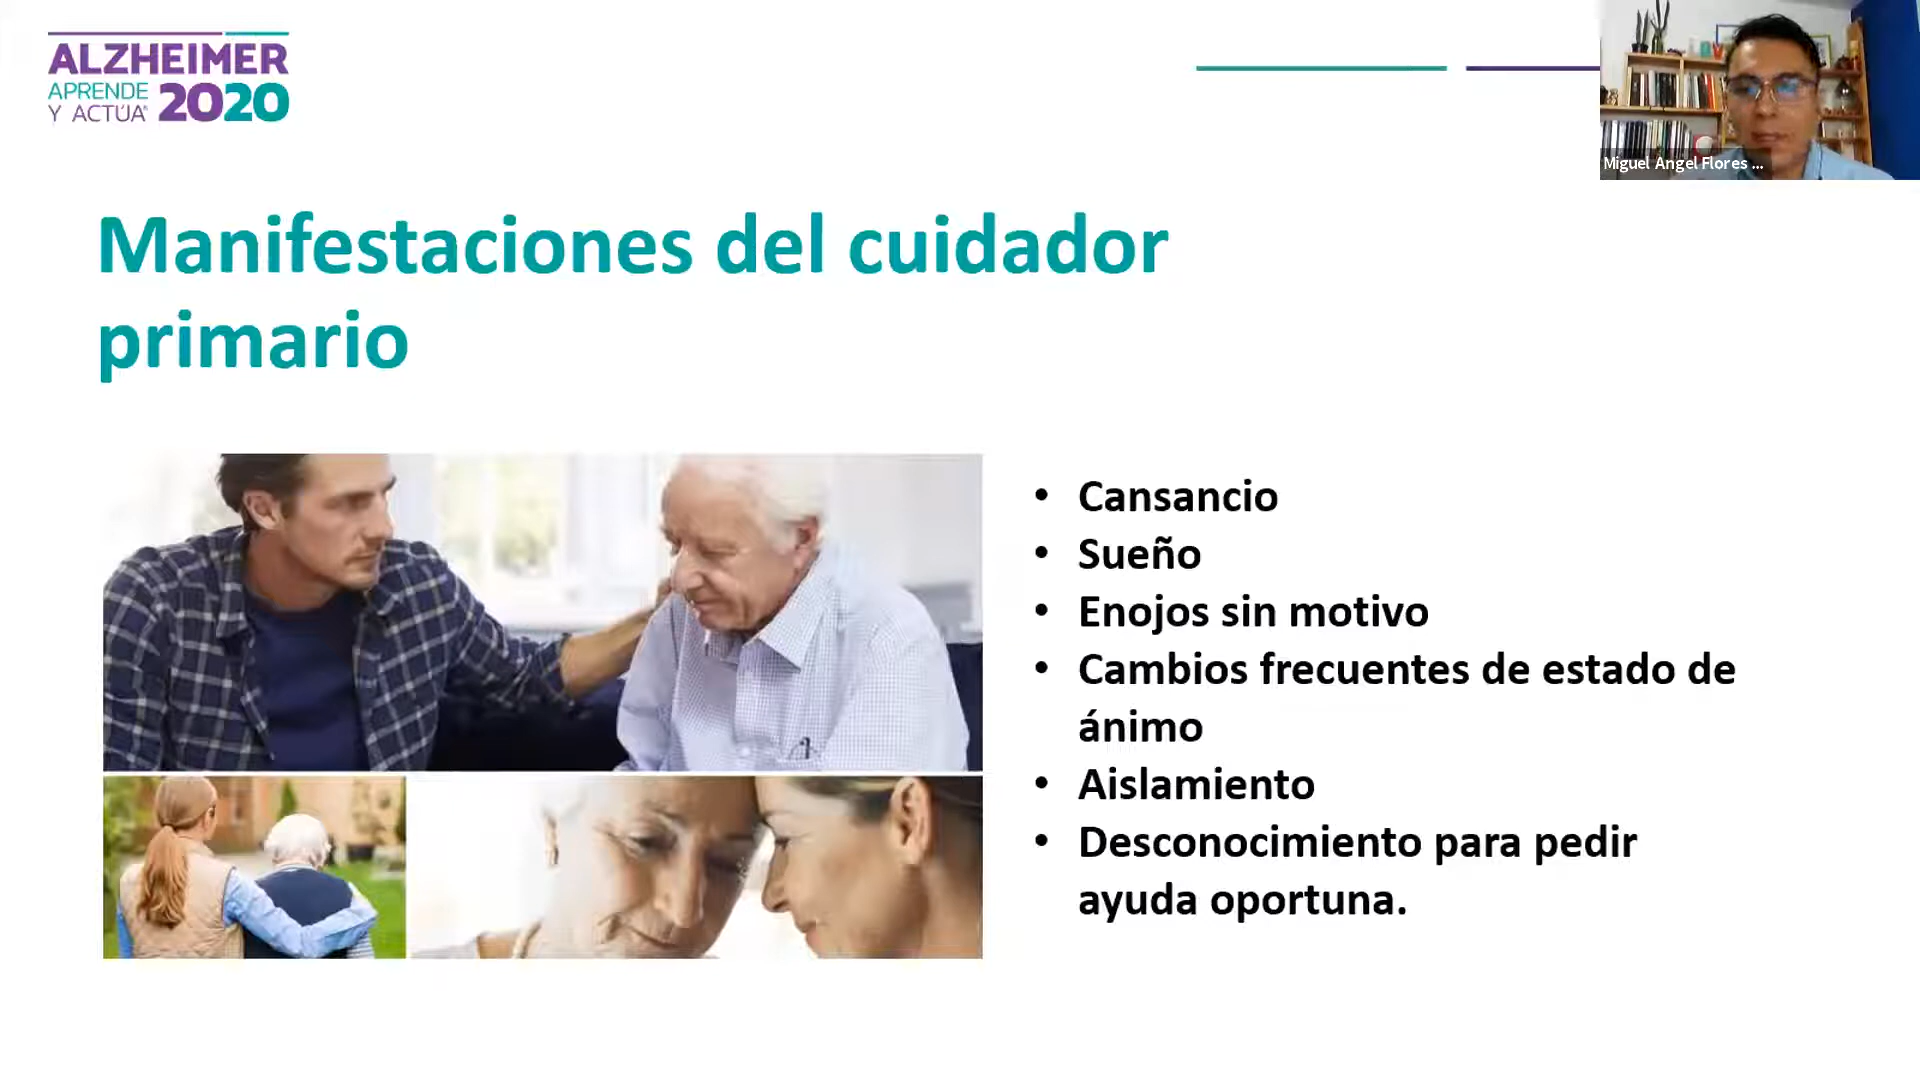 ALZHEIMER
APRENDE
Y ACTÚA® 2020
Miguel Angel Flores ...
Manifestaciones del cuidador
primario
• Cansancio
• Sueño
• Enojos sin motivo
• Cambios frecuentes de estado de
ánimo
• Aislamiento
• Desconocimiento para pedir
ayuda oportuna.